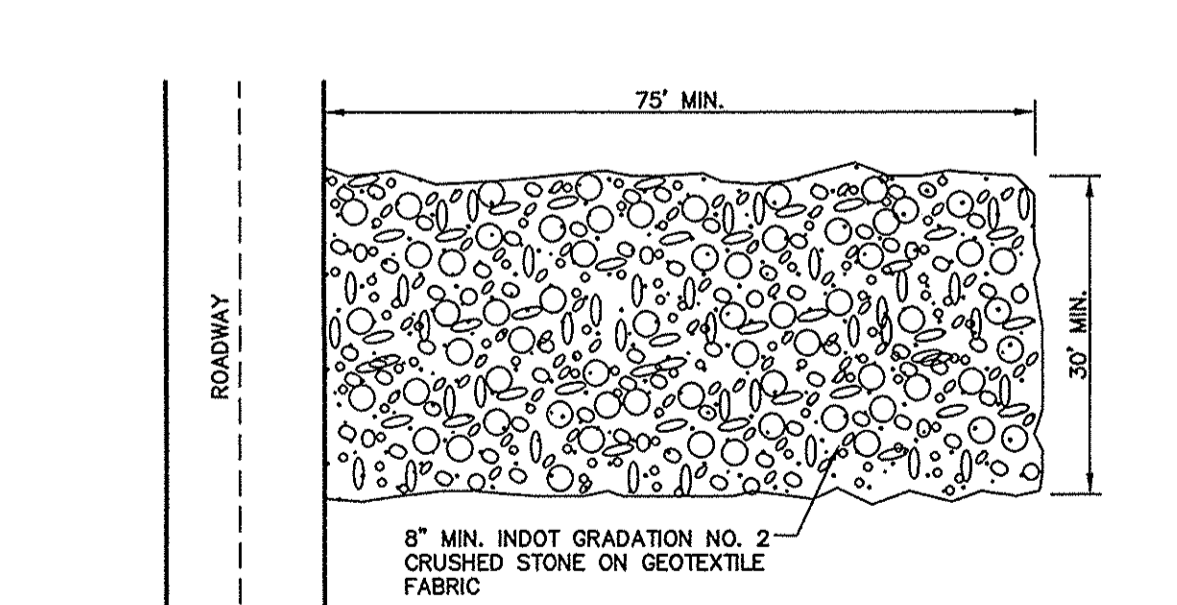 75' MIN.
ROADWAY
30' MIN.
8" MIN. INDOT GRADATION NO. 2
CRUSHED STONE ON GEOTEXTILE
FABRIC